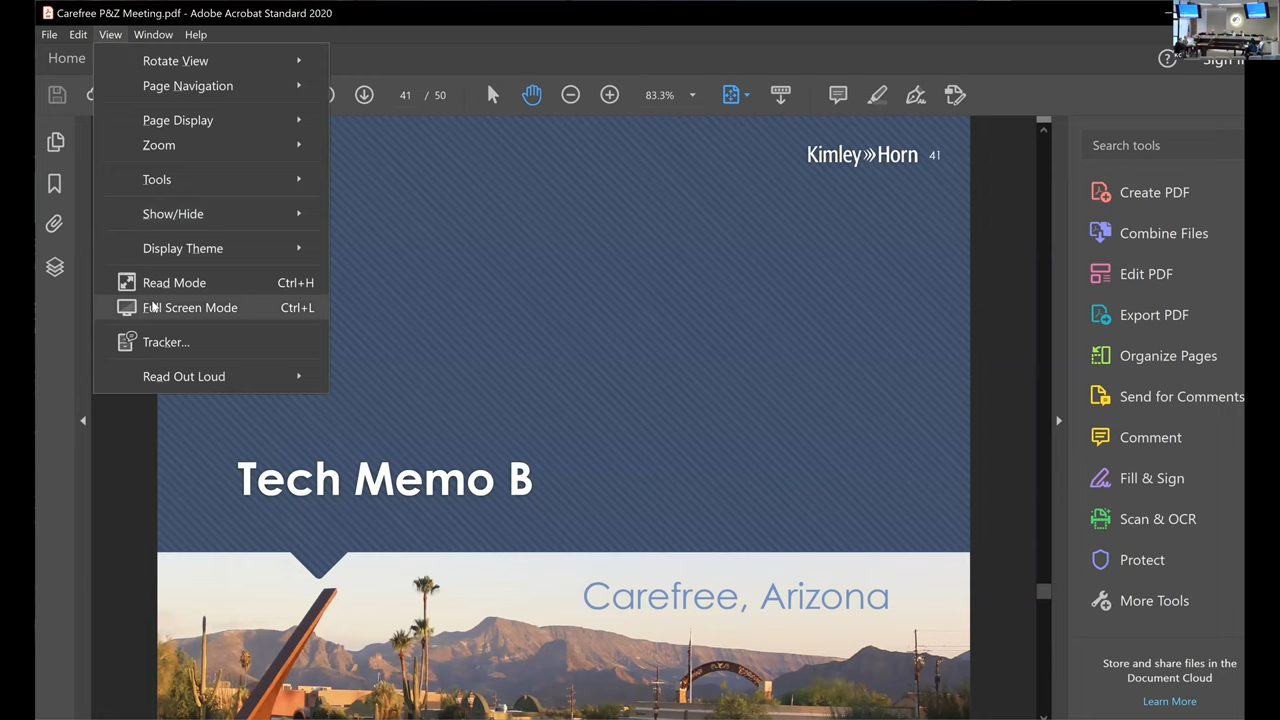 Carefree P&Z Meeting.pdf - Adobe Acrobat Standard 2020
File Edit View Window Help
Home
Rotate View
Page Navigation
Page Display
Zoom
Tools
Show/Hide
Display Theme
Read Mode Ctrl+H
Full Screen Mode Ctrl+L
Tracker...
Read Out Loud
41 / 50
83.3%
Kimley»Horn 41
Tech Memo B
Carefree, Arizona
Search tools
Create PDF
Combine Files
Edit PDF
Export PDF
Organize Pages
Send for Comments
Comment
Fill & Sign
Scan & OCR
Protect
More Tools
Store and share files in the
Document Cloud
Learn More